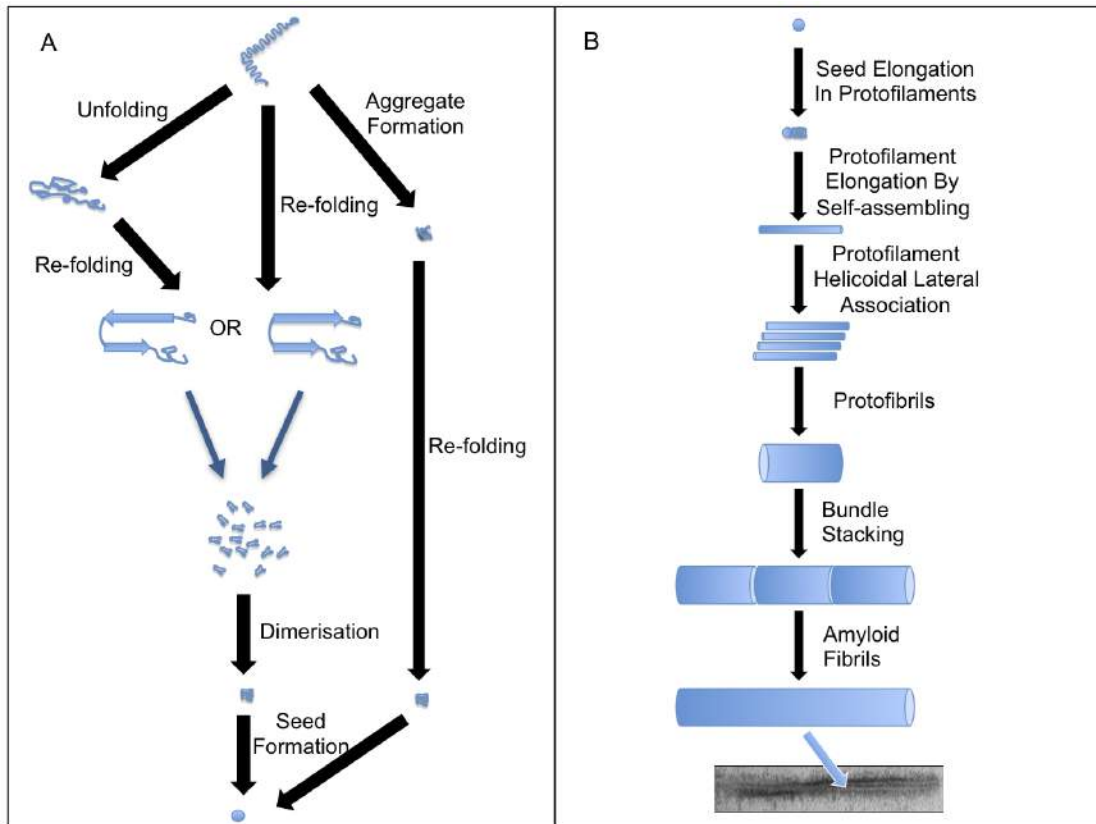 A
Unfolding
Aggregate
Formation
Re-folding
Re-folding
OR
Re-folding
Dimerisation
Seed
Formation
B
Seed Elongation
In Protofilaments
Protofilament
Elongation By
Self-assembling
Protofilament
Helicoidal Lateral
Association
Protofibrils
Bundle
Stacking
Amyloid
Fibrils